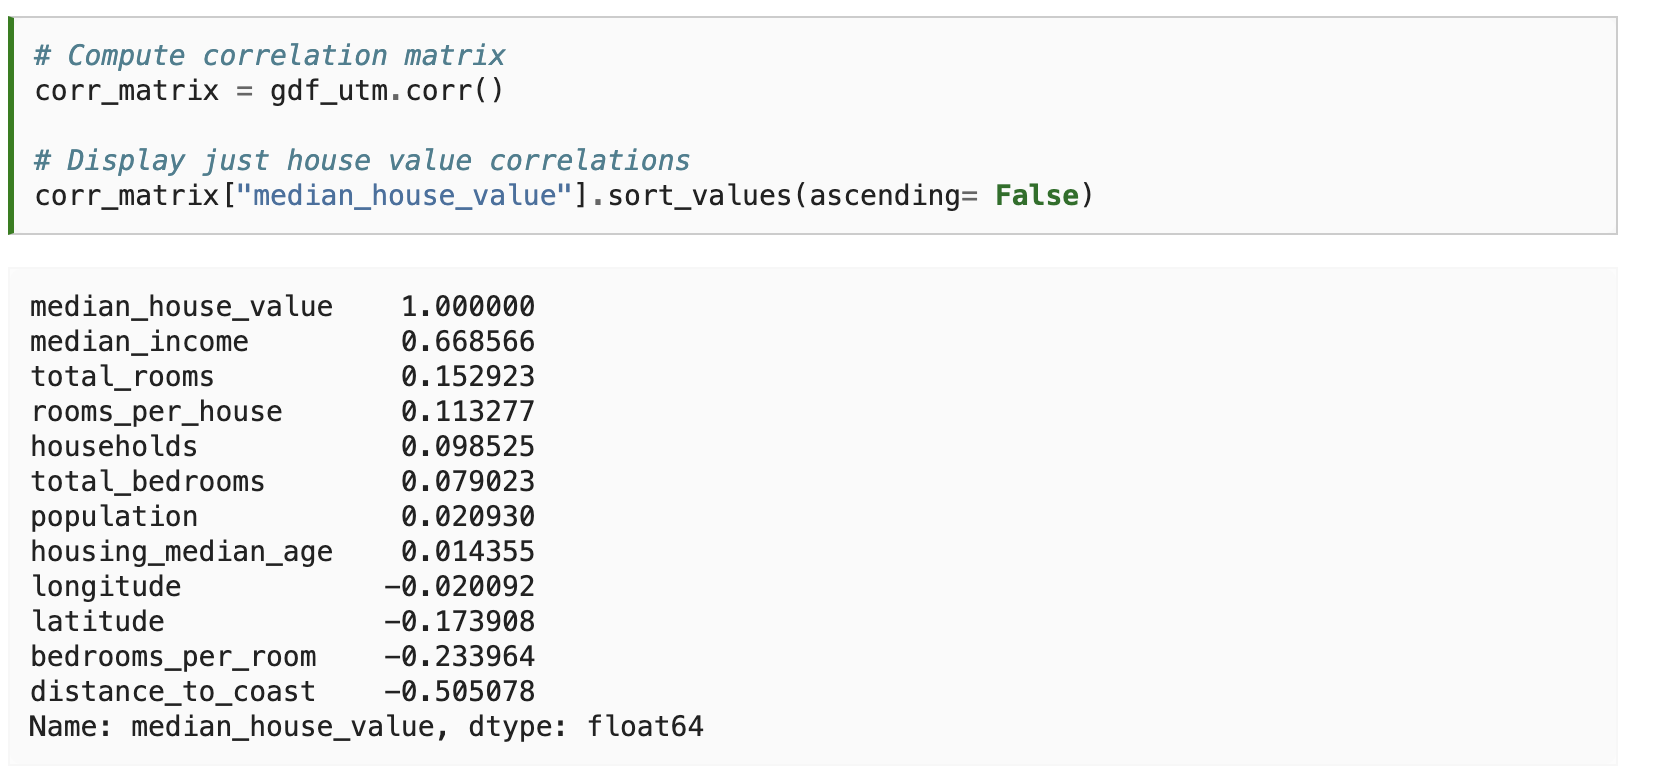 # Compute correlation matrix
corr_matrix = gdf_utm.corr()
# Display just house value correlations
corr_matrix["median_house_value"].sort_values(ascending= False)
median_house_value    1.000000
median_income         0.668566
total_rooms           0.152923
rooms_per_house       0.113277
households            0.098525
total_bedrooms        0.079023
population            0.020930
housing_median_age    0.014355
longitude            -0.020092
latitude             -0.173908
bedrooms_per_room    -0.233964
distance_to_coast    -0.505078
Name: median_house_value, dtype: float64